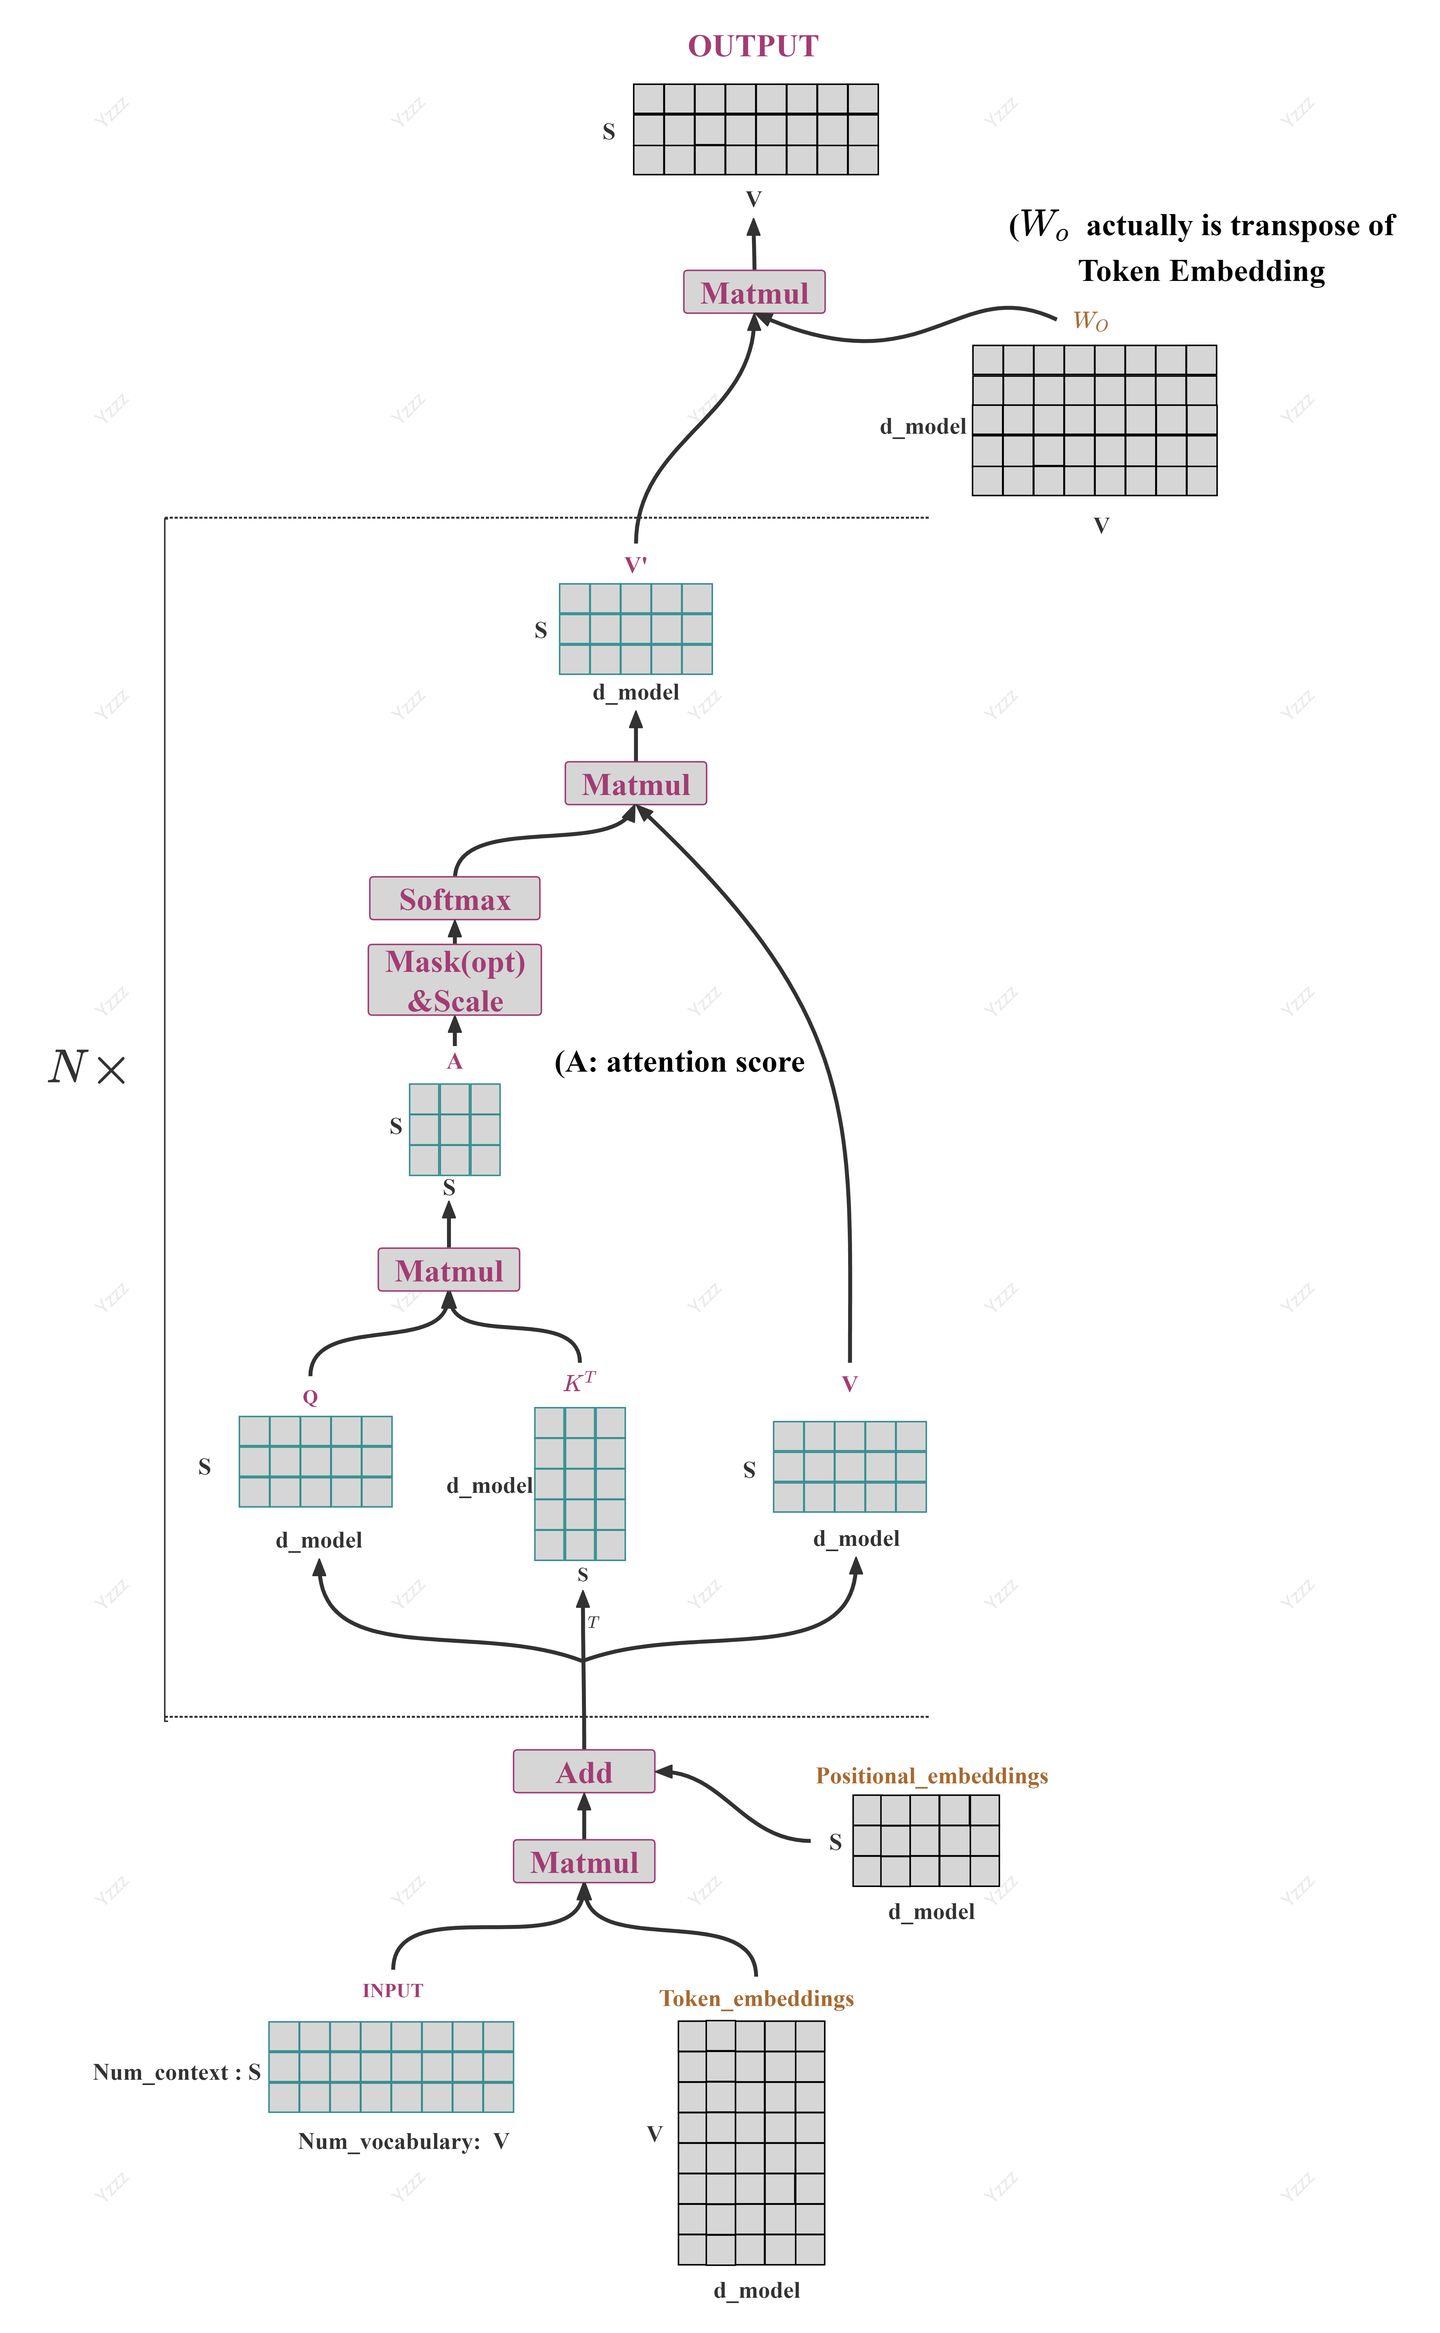 OUTPUT
S
V
(W_o actually is transpose of
Token Embedding
Matmul
W_O
d_model
V
V'
S
d_model
Matmul
Softmax
Mask(opt)
&Scale
N×
A
(A: attention score
S
S
Matmul
Q
K^T
V
S
d_model
S
d_model
S
d_model
T
Add
Positional_embeddings
S
d_model
Matmul
INPUT
Token_embeddings
Num_context : S
Num_vocabulary: V
V
d_model
Yzzz